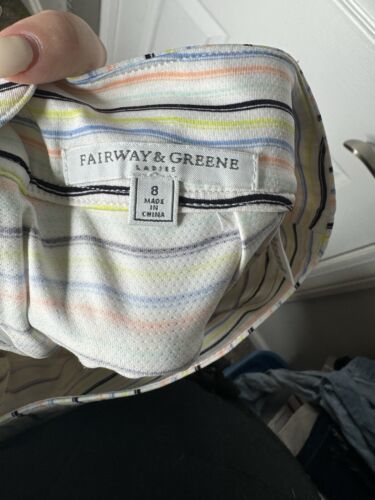 FAIRWAY & GREENE
LADIES
8
MADE IN
CHINA